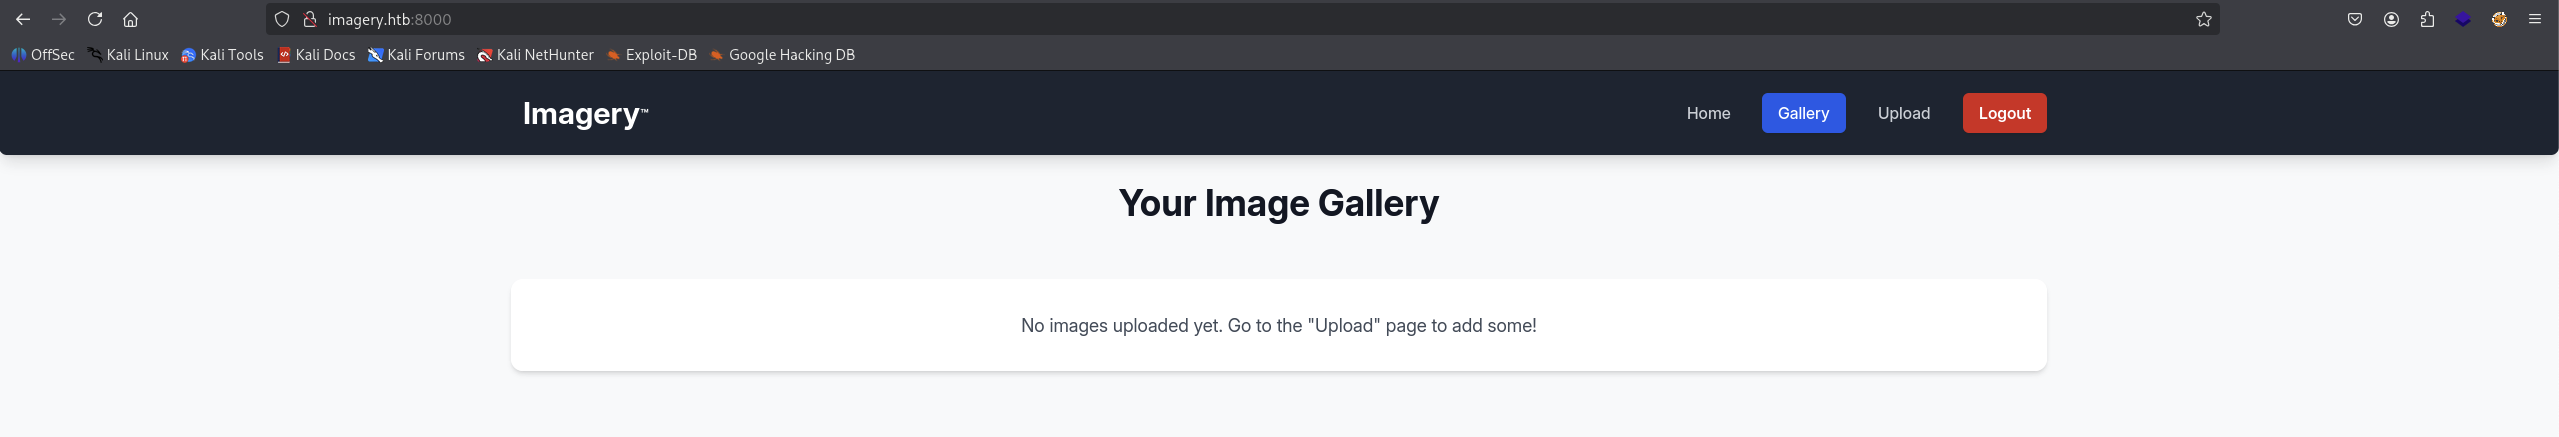 imagery.htb:8000
OffSec Kali Linux Kali Tools Kali Docs Kali Forums Kali NetHunter Exploit-DB Google Hacking DB
Imagery™ Home Gallery Upload Logout
Your Image Gallery
No images uploaded yet. Go to the "Upload" page to add some!